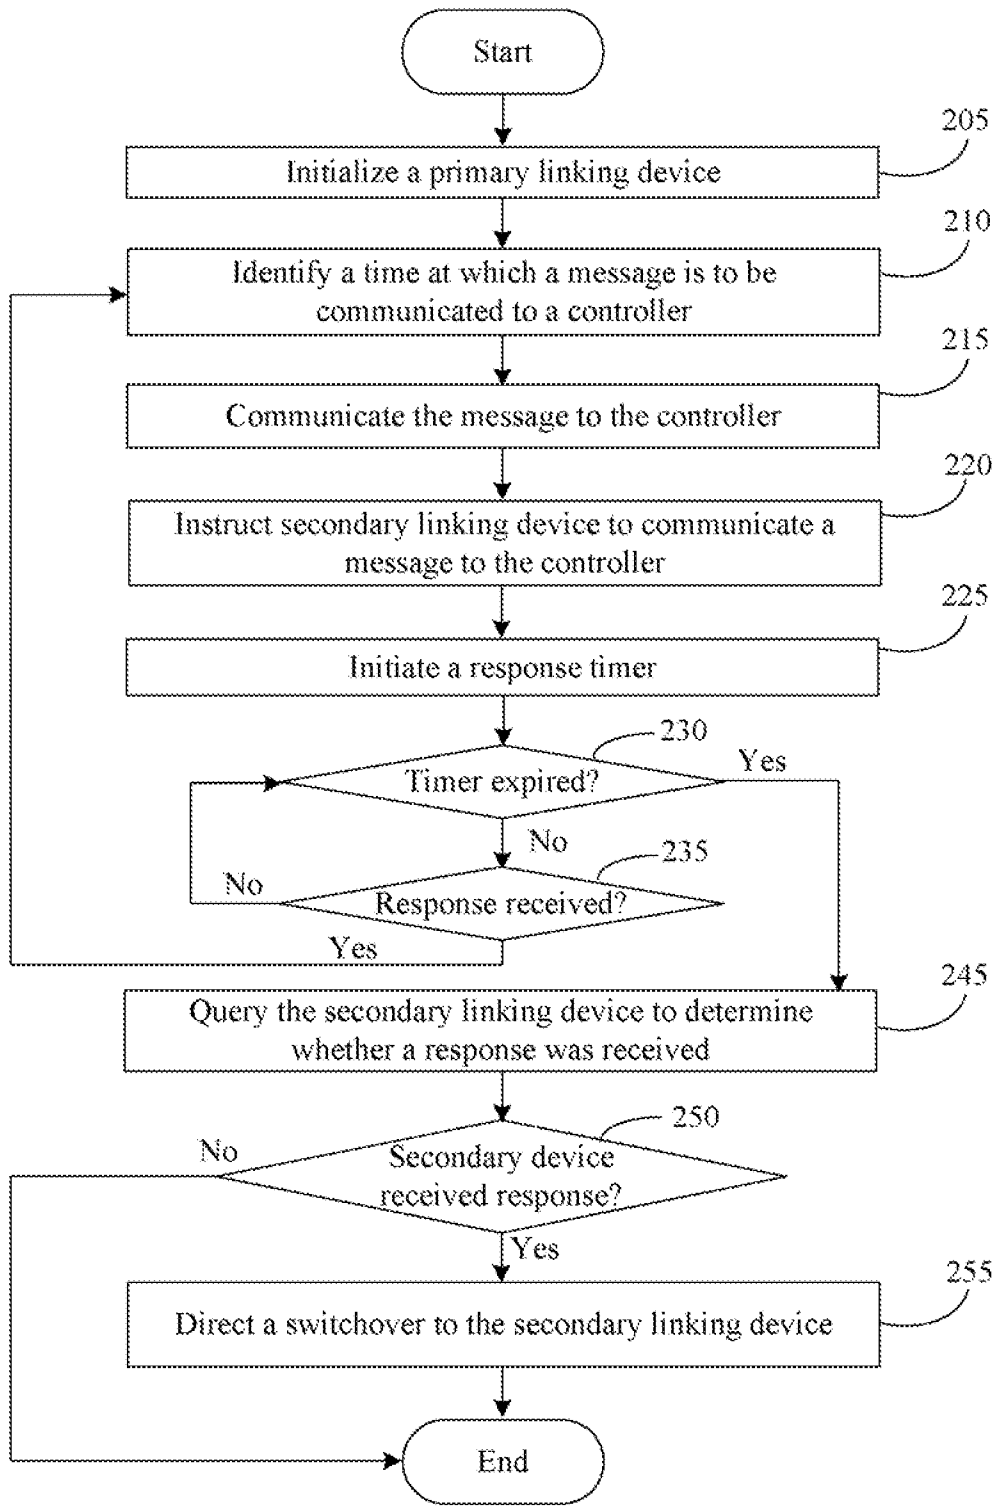 Start
205
Initialize a primary linking device
210
Identify a time at which a message is to be
communicated to a controller
215
Communicate the message to the controller
220
Instruct secondary linking device to communicate a
message to the controller
225
Initiate a response timer
230
Timer expired?
Yes
No
235
Response received?
No
Yes
245
Query the secondary linking device to determine
whether a response was received
250
Secondary device
received response?
No
Yes
255
Direct a switchover to the secondary linking device
End